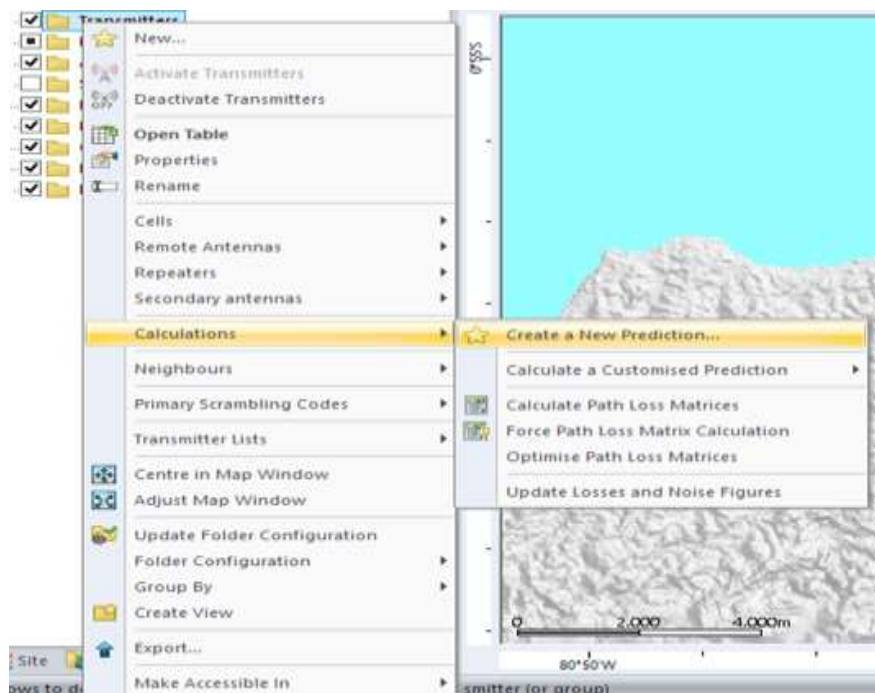 Transmitters
New...
Activate Transmitters
Deactivate Transmitters
Open Table
Properties
Rename
Cells
Remote Antennas
Repeaters
Secondary antennas
Calculations
Neighbours
Primary Scrambling Codes
Transmitter Lists
Centre in Map Window
Adjust Map Window
Update Folder Configuration
Folder Configuration
Group By
Create View
Export...
Make Accessible In
Create a New Prediction...
Calculate a Customised Prediction
Calculate Path Loss Matrices
Force Path Loss Matrix Calculation
Optimise Path Loss Matrices
Update Losses and Noise Figures
0°55'S
0 2.000 4.000m
80°50'W
Site
smitter (or group)